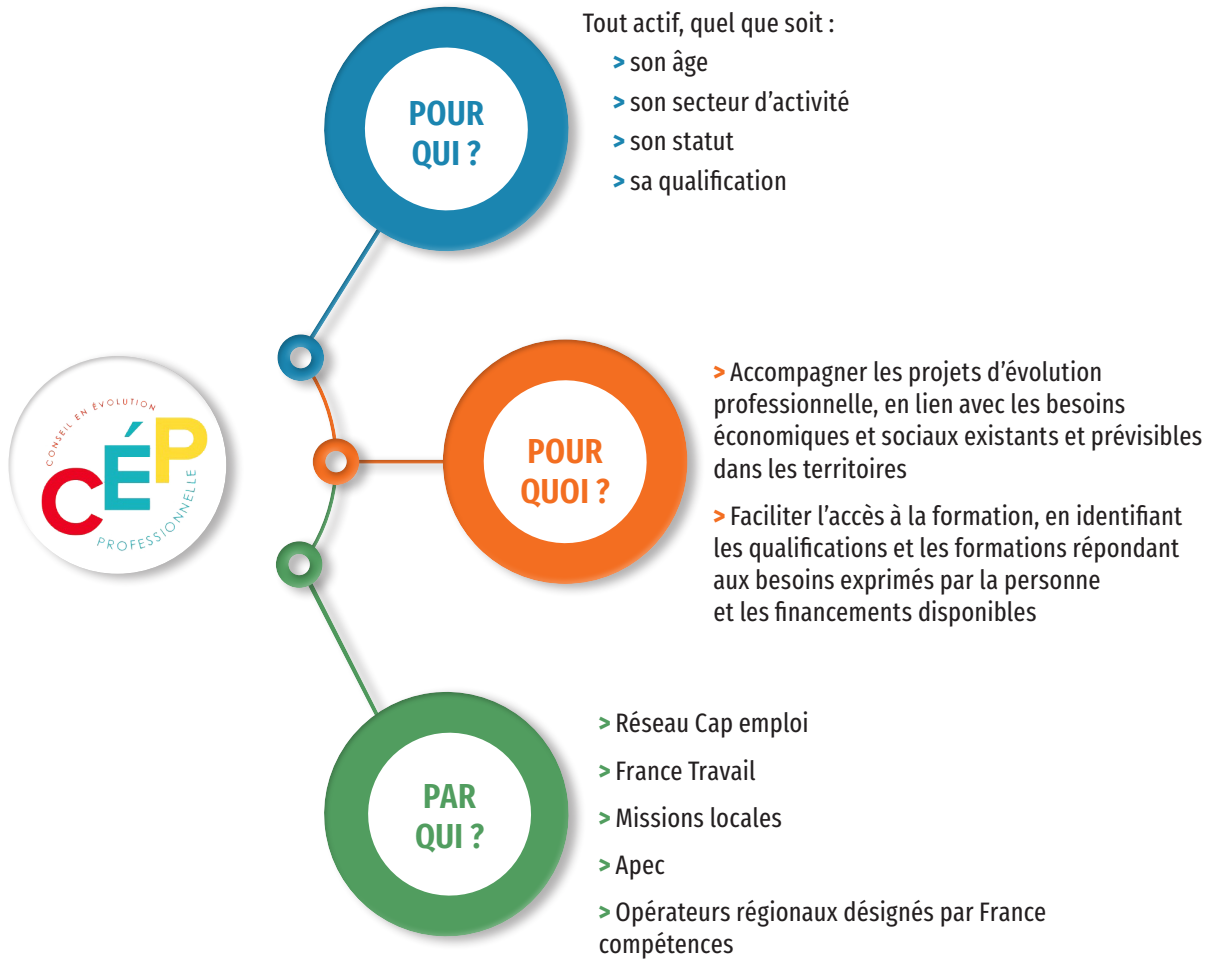 POUR
QUI ?
Tout actif, quel que soit :
> son âge
> son secteur d’activité
> son statut
> sa qualification
CONSEIL EN ÉVOLUTION
CÉP
PROFESSIONNELLE
POUR
QUOI ?
> Accompagner les projets d’évolution
professionnelle, en lien avec les besoins
économiques et sociaux existants et prévisibles
dans les territoires
> Faciliter l’accès à la formation, en identifiant
les qualifications et les formations répondant
aux besoins exprimés par la personne
et les financements disponibles
PAR
QUI ?
> Réseau Cap emploi
> France Travail
> Missions locales
> Apec
> Opérateurs régionaux désignés par France
compétences